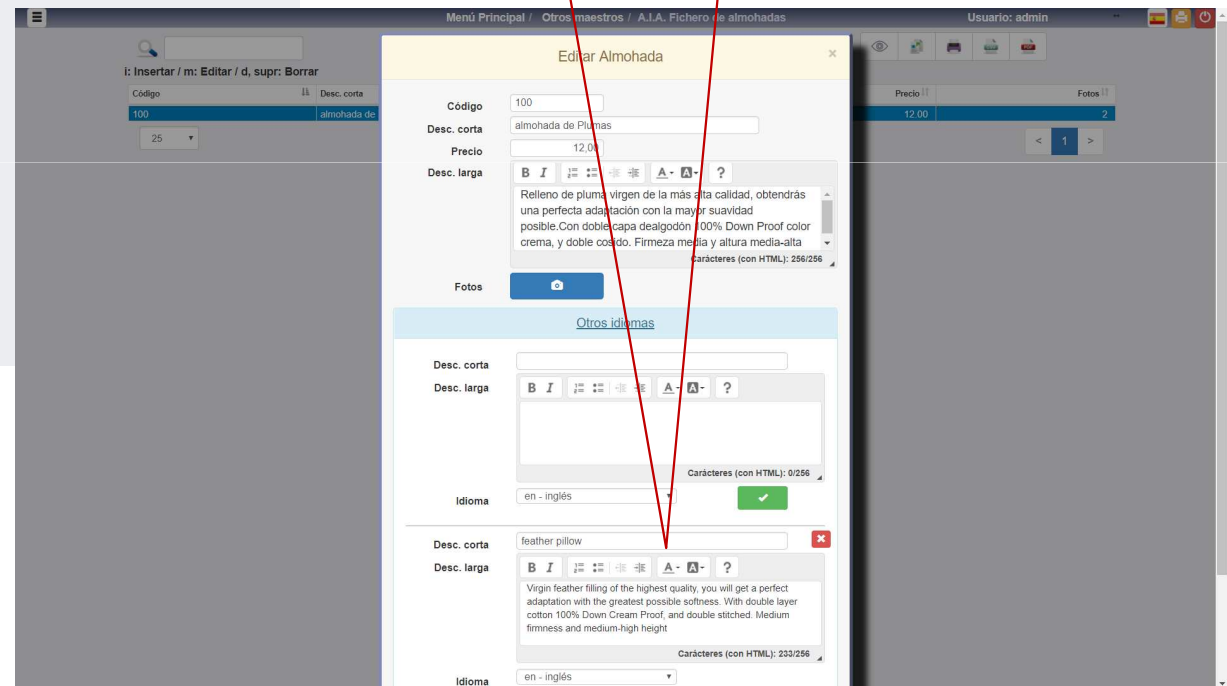 Menú Principal / Otros maestros / A.I.A. Fichero de almohadas
Usuario: admin
i: Insertar / m: Editar / d, supr: Borrar
Código Desc. corta Precio Fotos
100 almohada de 12,00 2
25
< 1 >
Editar Almohada ×
Código 100
Desc. corta almohada de Plumas
Precio 12,00
Desc. larga B I A A ?
Relleno de pluma virgen de la más alta calidad, obtendrás
una perfecta adaptación con la mayor suavidad
posible.Con doble capa dealgodón 100% Down Proof color
crema, y doble cosido. Firmeza media y altura media-alta
Carácteres (con HTML): 256/256
Fotos
Otros idiomas
Desc. corta
Desc. larga B I A A ?
Carácteres (con HTML): 0/256
Idioma en - inglés
Desc. corta feather pillow
Desc. larga B I A A ?
Virgin feather filling of the highest quality, you will get a perfect
adaptation with the greatest possible softness. With double layer
cotton 100% Down Cream Proof, and double stitched. Medium
firmness and medium-high height
Carácteres (con HTML): 233/256
Idioma en - inglés